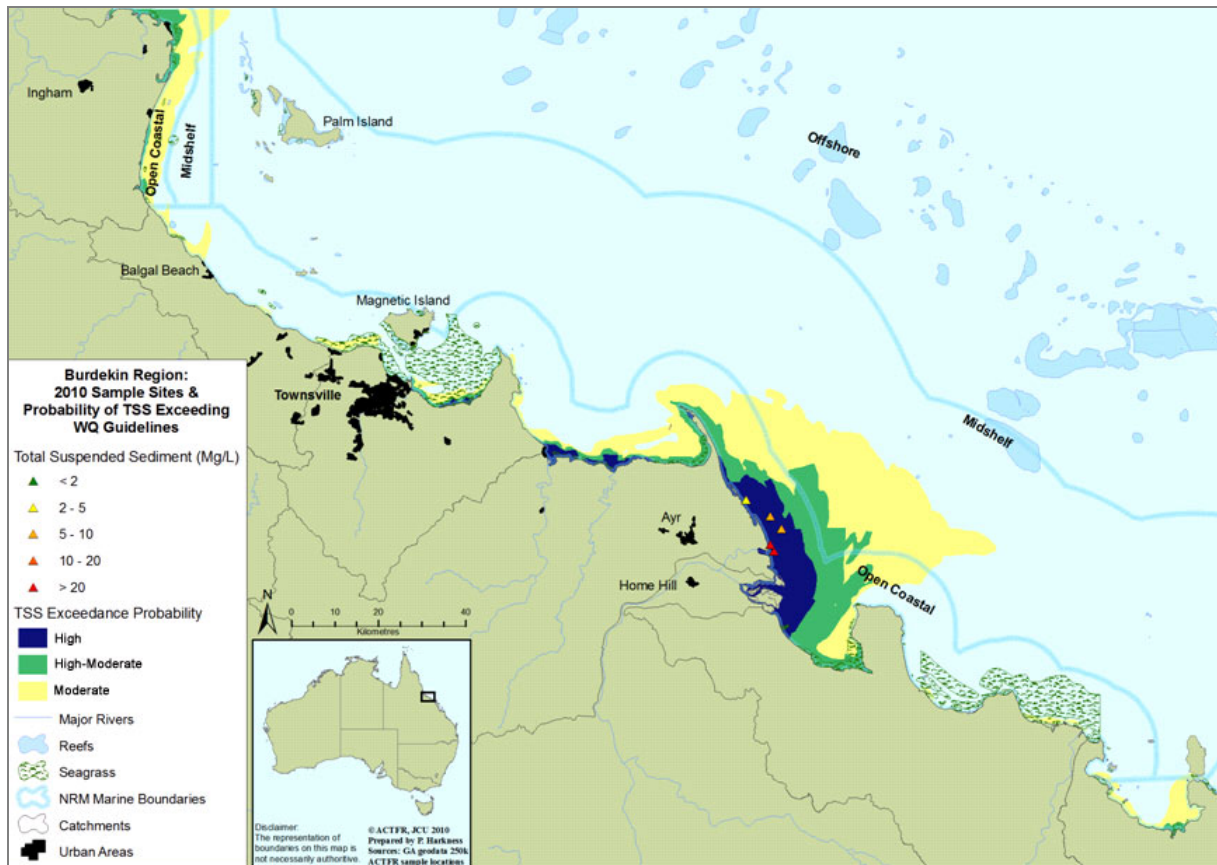 Ingham
Open Coastal
Midshelf
Palm Island
Offshore
Balgal Beach
Magnetic Island
Townsville
Midshelf
Ayr
Open Coastal
Home Hill
Burdekin Region:
2010 Sample Sites &
Probability of TSS Exceeding
WQ Guidelines
Total Suspended Sediment (Mg/L)
< 2
2 - 5
5 - 10
10 - 20
> 20
TSS Exceedance Probability
High
High-Moderate
Moderate
Major Rivers
Reefs
Seagrass
NRM Marine Boundaries
Catchments
Urban Areas
N
0 10 20 40
Kilometres
Disclaimer:
The representation of
boundaries on this map is
not necessarily authoritive.
© ACTFR, JCU 2010
Prepared by P. Harkness
Sources: GA geodata 250k
ACTFR sample locations